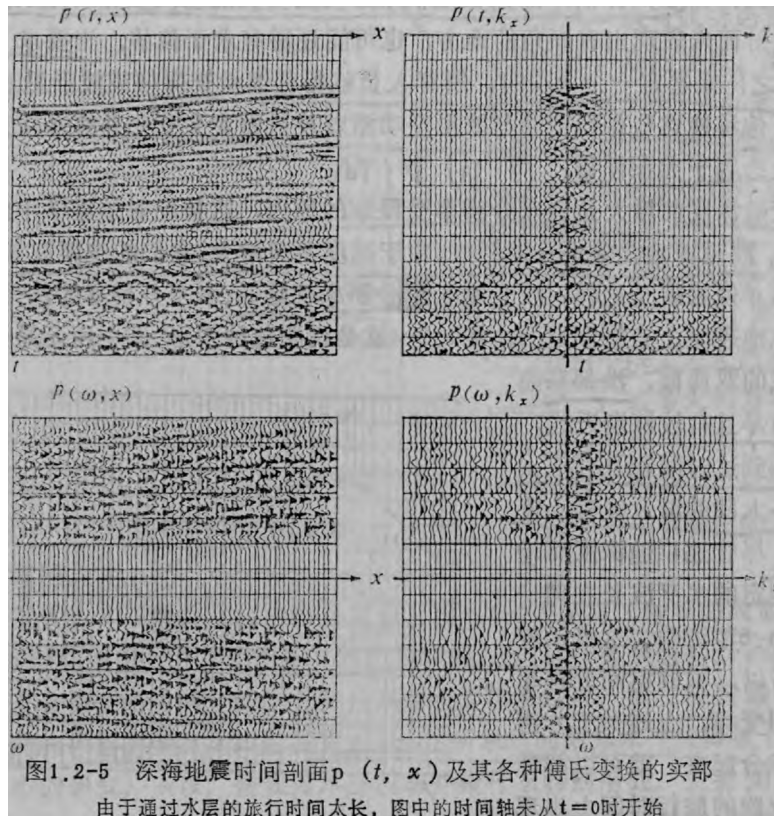 p(t,x)
x
p(t,kₓ)
k
t
t
p(ω,x)
p(ω,kₓ)
x
k
ω
ω
图1.2-5 深海地震时间剖面p (t, x)及其各种傅氏变换的实部
由于通过水层的旅行时间太长，图中的时间轴未从t=0时开始